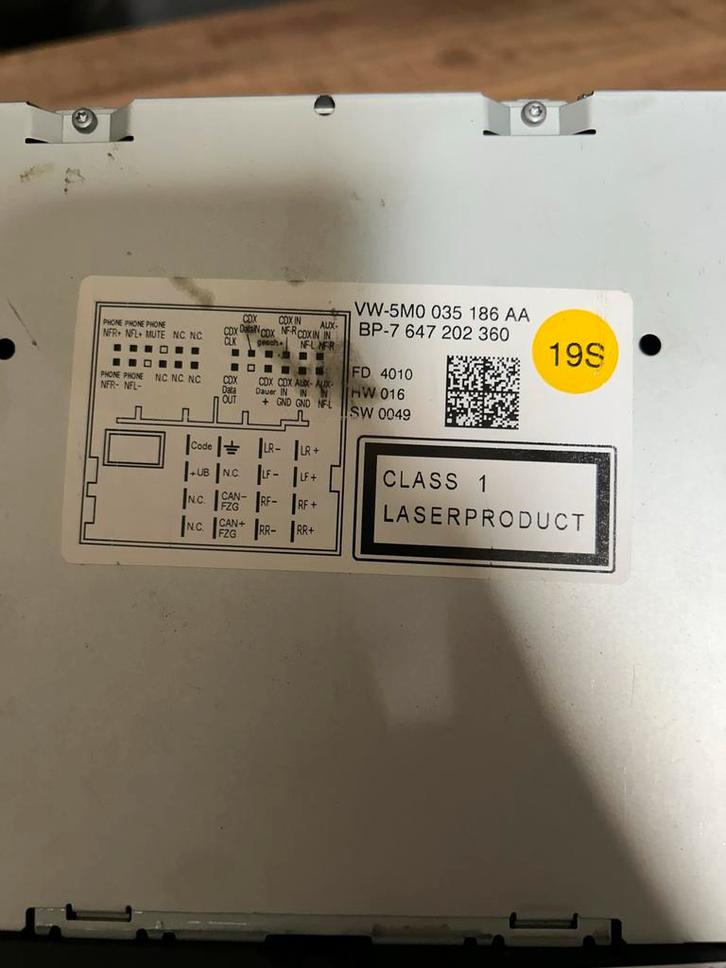 VW-5M0 035 186 AA
BP-7 647 202 360
19S
FD 4010
HW 016
SW 0049
CLASS 1
LASERPRODUCT
PHONE PHONE PHONE
NFR+ NFL+ MUTE N.C. N.C.
PHONE PHONE N.C. N.C. N.C.
NFR- NFL-
CDX CLK
CDX DataIN
CDX gesch+
CDX IN NF-R
CDX IN NF-L
AUX-IN NF-R
CDX Data OUT
CDX Dauer +
CDX IN GND
AUX-IN GND
AUX-IN NF-L
Code LR- LR+
+UB N.C. LF- LF+
N.C. CAN- FZG RF- RF+
N.C. CAN+ FZG RR- RR+